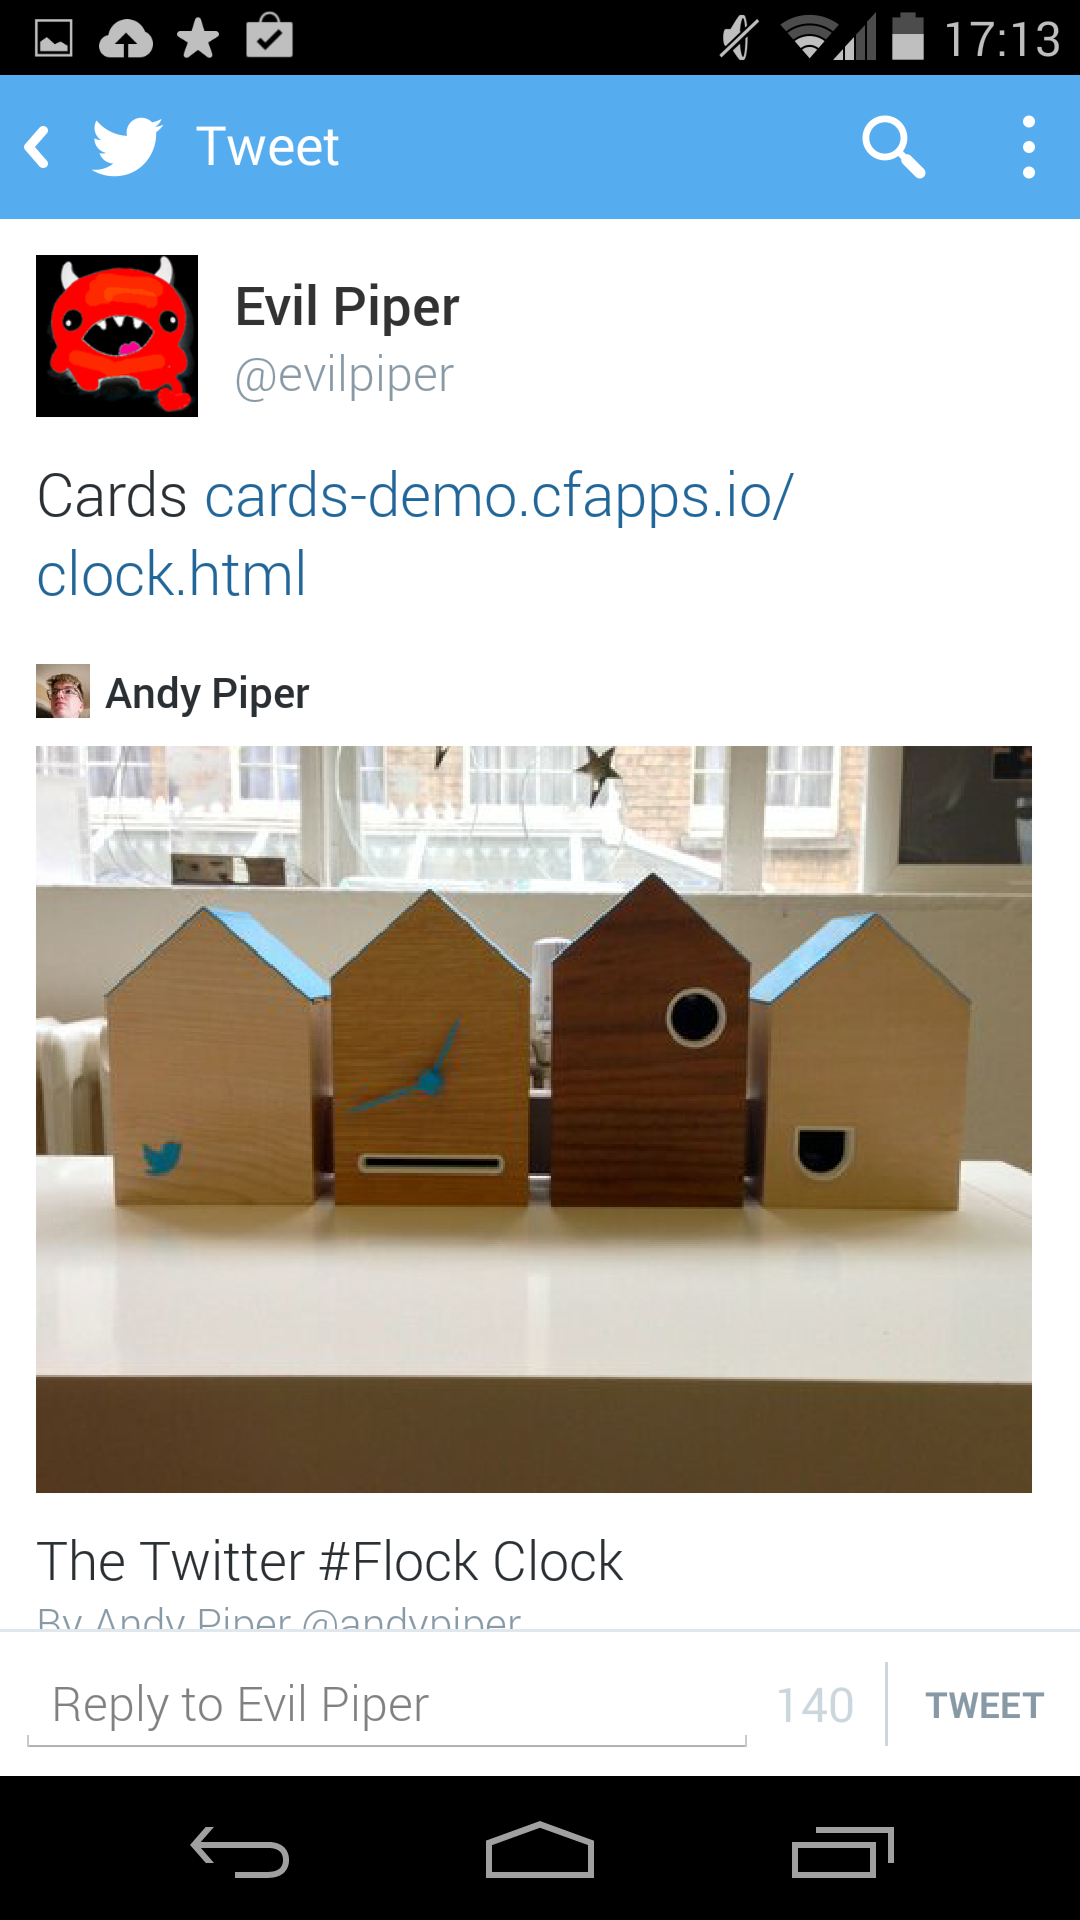 17:13
Tweet
Evil Piper
@evilpiper
Cards cards-demo.cfapps.io/
clock.html
Andy Piper
The Twitter #Flock Clock
By Andy Piper @andypiper
Reply to Evil Piper
140
TWEET